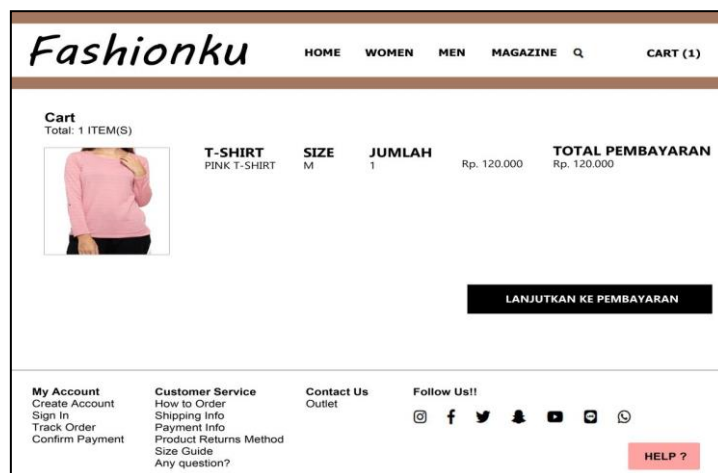 Fashionku HOME WOMEN MEN MAGAZINE CART (1)
Cart
Total: 1 ITEM(S)
T-SHIRT SIZE JUMLAH TOTAL PEMBAYARAN
PINK T-SHIRT M 1 Rp. 120.000 Rp. 120.000
LANJUTKAN KE PEMBAYARAN
My Account
Create Account
Sign In
Track Order
Confirm Payment
Customer Service
How to Order
Shipping Info
Payment Info
Product Returns Method
Size Guide
Any question?
Contact Us
Outlet
Follow Us!!
HELP ?